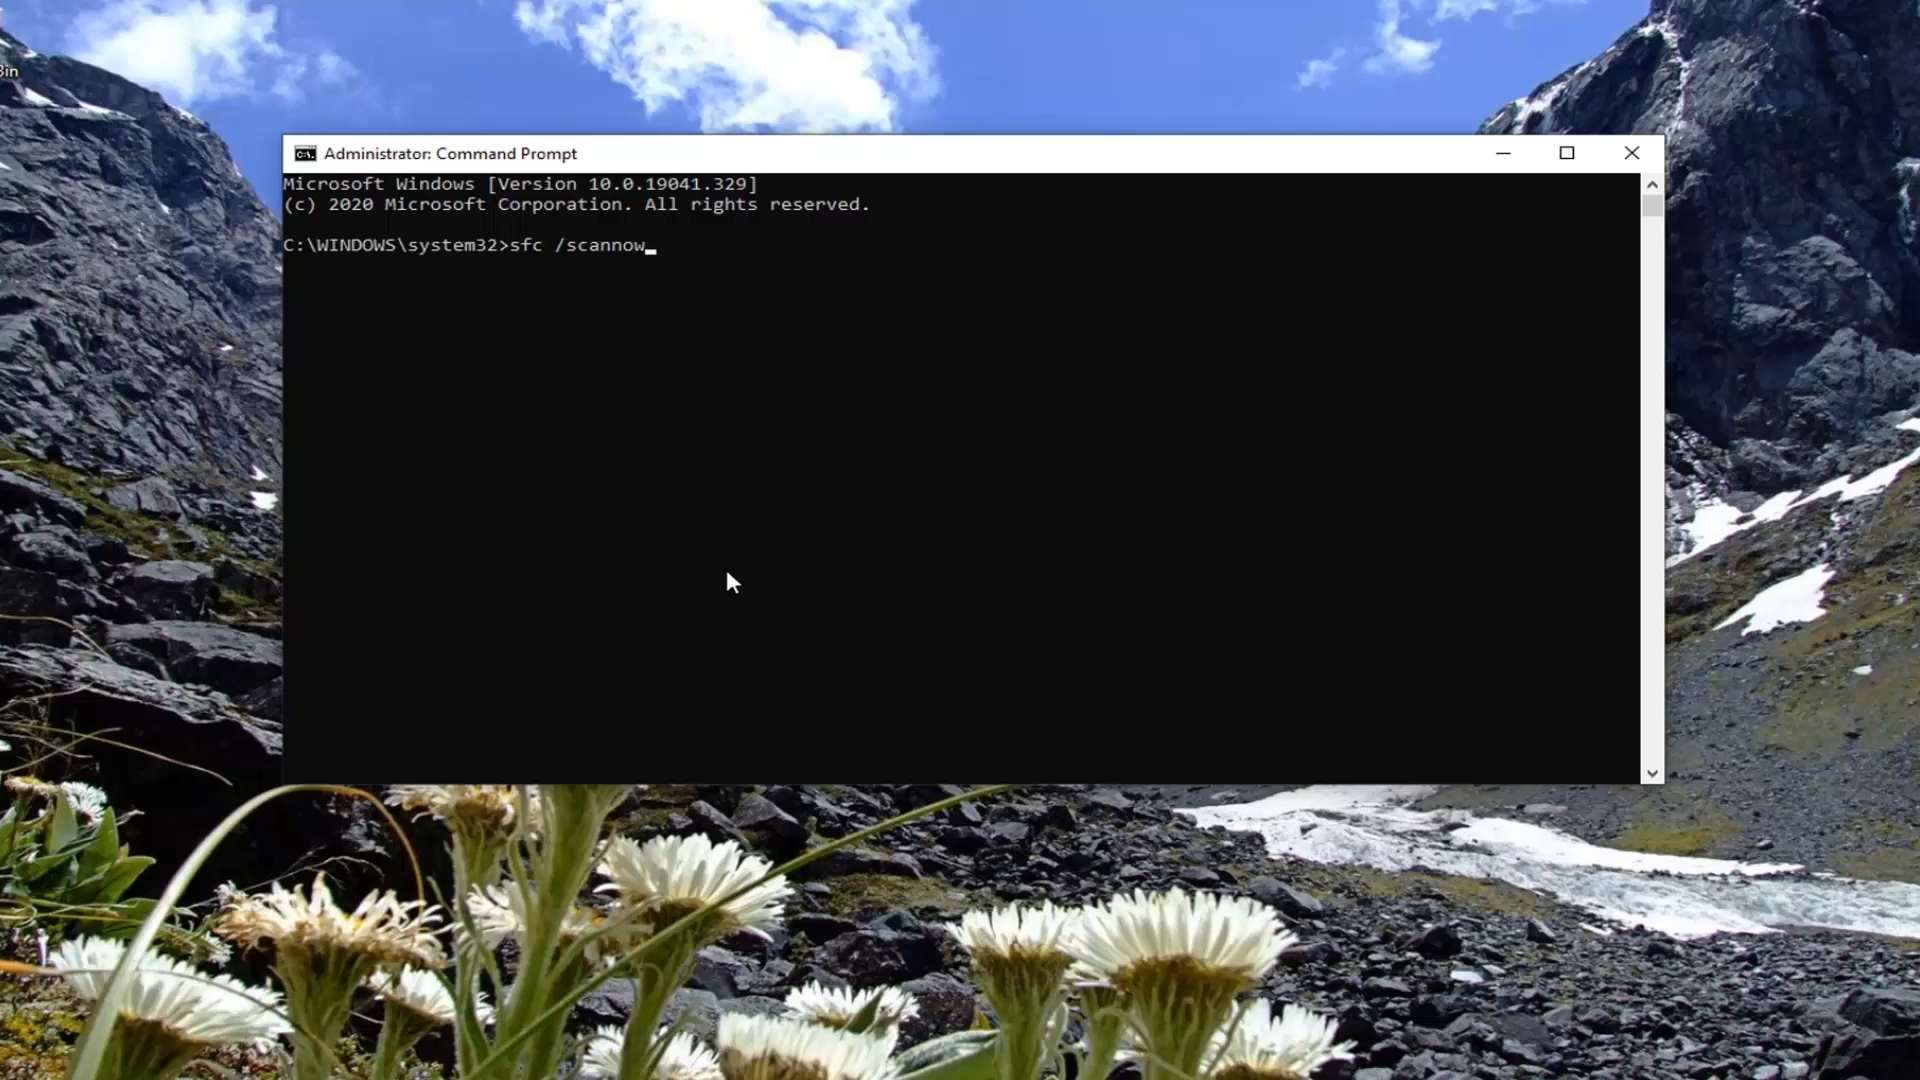 Bin
Administrator: Command Prompt
Microsoft Windows [Version 10.0.19041.329]
(c) 2020 Microsoft Corporation. All rights reserved.
C:\WINDOWS\system32>sfc /scannow